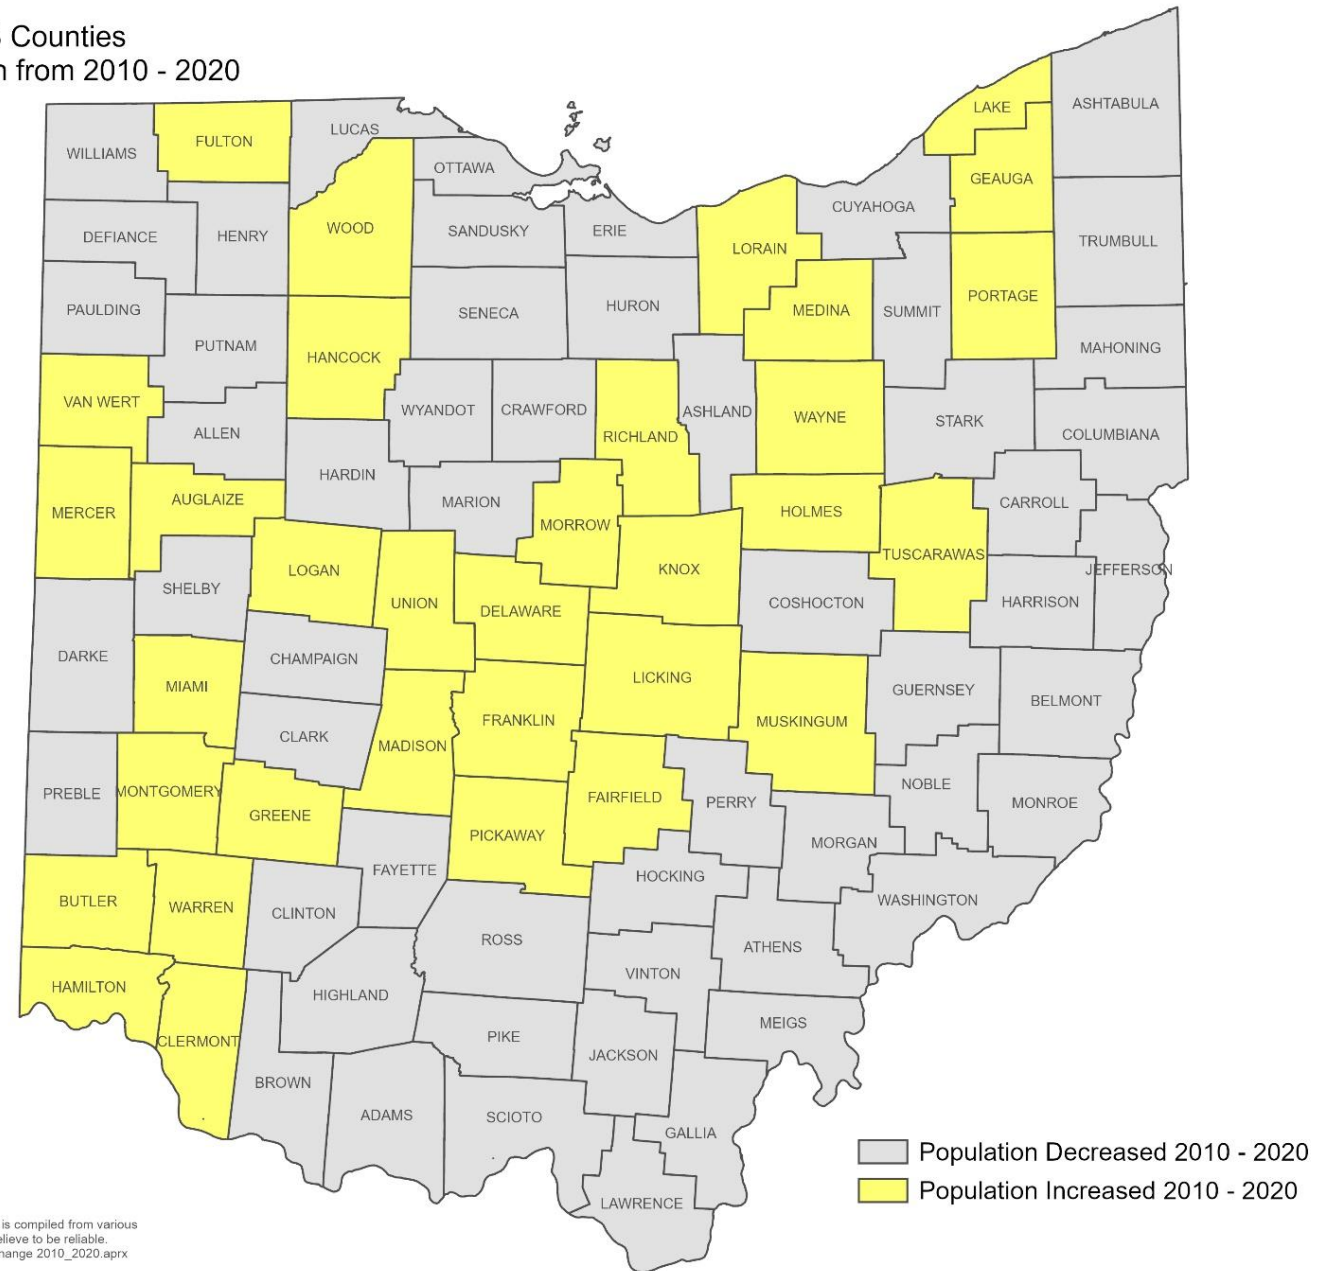 Counties
from 2010 - 2020
LAKE
ASHTABULA
FULTON
LUCAS
WILLIAMS
OTTAWA
GEAUGA
CUYAHOGA
DEFIANCE
HENRY
WOOD
SANDUSKY
ERIE
LORAIN
TRUMBULL
PAULDING
SENECA
HURON
MEDINA
SUMMIT
PORTAGE
PUTNAM
HANCOCK
MAHONING
VAN WERT
WYANDOT
CRAWFORD
ASHLAND
WAYNE
STARK
ALLEN
RICHLAND
COLUMBIANA
HARDIN
MERCER
AUGLAIZE
MARION
MORROW
HOLMES
CARROLL
LOGAN
KNOX
TUSCARAWAS
JEFFERSON
SHELBY
UNION
DELAWARE
COSHOCTON
HARRISON
DARKE
CHAMPAIGN
MIAMI
LICKING
GUERNSEY
BELMONT
CLARK
MADISON
FRANKLIN
MUSKINGUM
PREBLE
MONTGOMERY
GREENE
FAIRFIELD
PERRY
NOBLE
MONROE
PICKAWAY
MORGAN
FAYETTE
HOCKING
BUTLER
WARREN
CLINTON
WASHINGTON
ROSS
ATHENS
HAMILTON
HIGHLAND
VINTON
CLERMONT
PIKE
JACKSON
MEIGS
BROWN
ADAMS
SCIOTO
GALLIA
LAWRENCE
Population Decreased 2010 - 2020
Population Increased 2010 - 2020
is compiled from various
elieve to be reliable.
hange 2010_2020.aprx